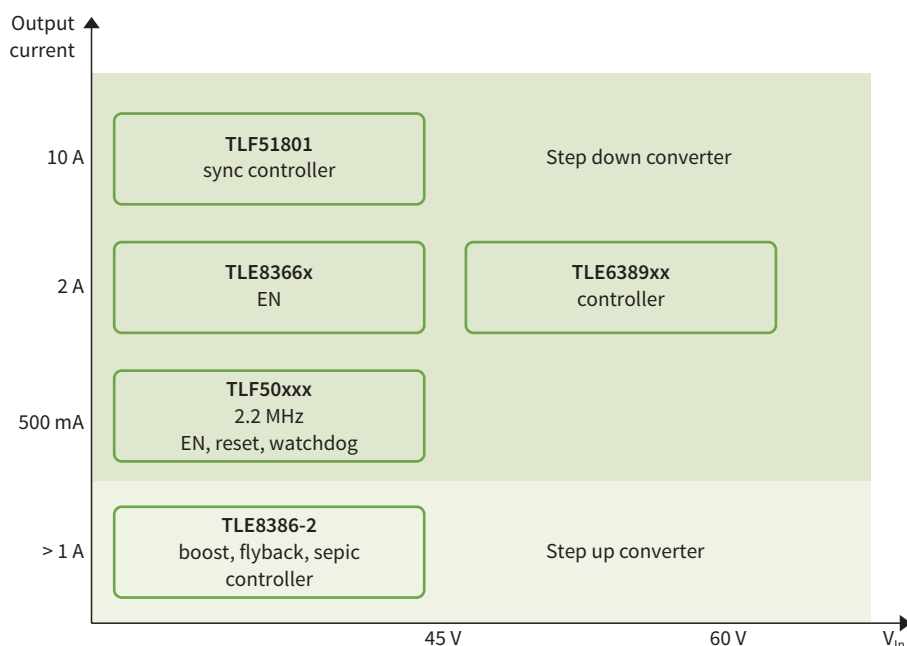 Output
current
10 A
TLF51801
sync controller
Step down converter
2 A
TLE8366x
EN
TLE6389xx
controller
500 mA
TLF50xxx
2.2 MHz
EN, reset, watchdog
> 1 A
TLE8386-2
boost, flyback, sepic
controller
Step up converter
45 V
60 V
VIn